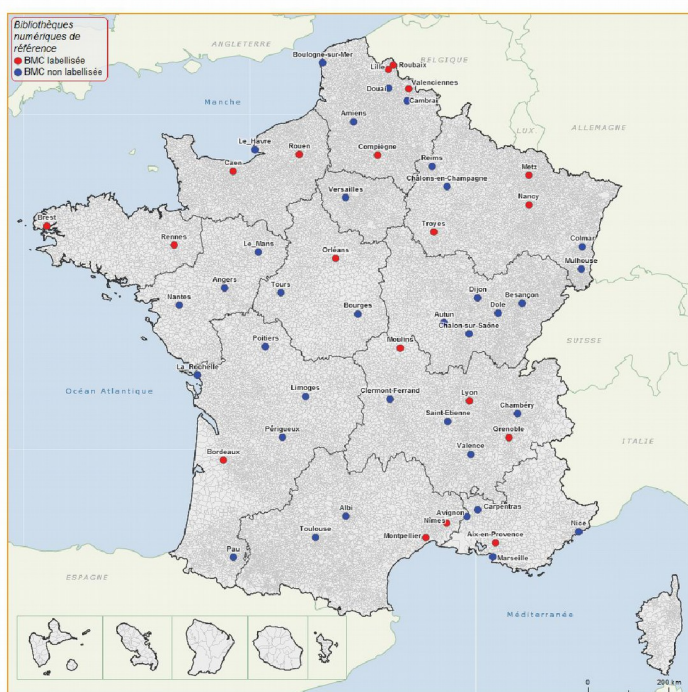 Bibliothèques
numériques de
référence
BMC labellisée
BMC non labellisée
ANGLETERRE
BELGIQUE
Boulogne-sur-Mer
Lille
Roubaix
Douai
Valenciennes
Cambrai
Manche
LUX
ALLEMAGNE
Amiens
Le_Havre
Rouen
Compiègne
Caen
Reims
Metz
Châlons-en-Champagne
Versailles
Nancy
Brest
Troyes
Rennes
Le_Mans
Orléans
Colmar
Mulhouse
Angers
Tours
Nantes
Bourges
Dijon
Besançon
Dole
Autun
Chalon-sur-Saône
Poitiers
Moulins
SUISSE
La_Rochelle
Océan Atlantique
Limoges
Clermont-Ferrand
Lyon
Chambéry
Saint-Etienne
Grenoble
Périgueux
ITALIE
Bordeaux
Valence
Albi
Avignon
Carpentras
Nîmes
Toulouse
Montpellier
Aix-en-Provence
Nice
Pau
Marseille
ESPAGNE
Méditerranée
0 200 km